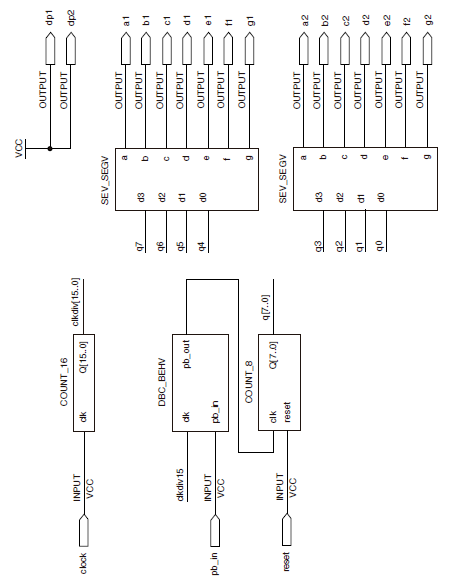 dp1
dp2
OUTPUT
OUTPUT
VCC
a1
b1
c1
d1
e1
f1
g1
OUTPUT
OUTPUT
OUTPUT
OUTPUT
OUTPUT
OUTPUT
OUTPUT
SEV_SEGV
a
b
c
d
e
f
g
d3
d2
d1
d0
q7
q6
q5
q4
a2
b2
c2
d2
e2
f2
g2
OUTPUT
OUTPUT
OUTPUT
OUTPUT
OUTPUT
OUTPUT
OUTPUT
SEV_SEGV
a
b
c
d
e
f
g
d3
d2
d1
d0
q3
q2
q1
q0
clkdiv[15..0]
COUNT_16
Q[15..0]
clk
INPUT
VCC
clock
DBC_BEHV
pb_out
clk
pb_in
clkdiv15
INPUT
VCC
pb_in
q[7..0]
COUNT_8
Q[7..0]
clk
reset
INPUT
VCC
reset